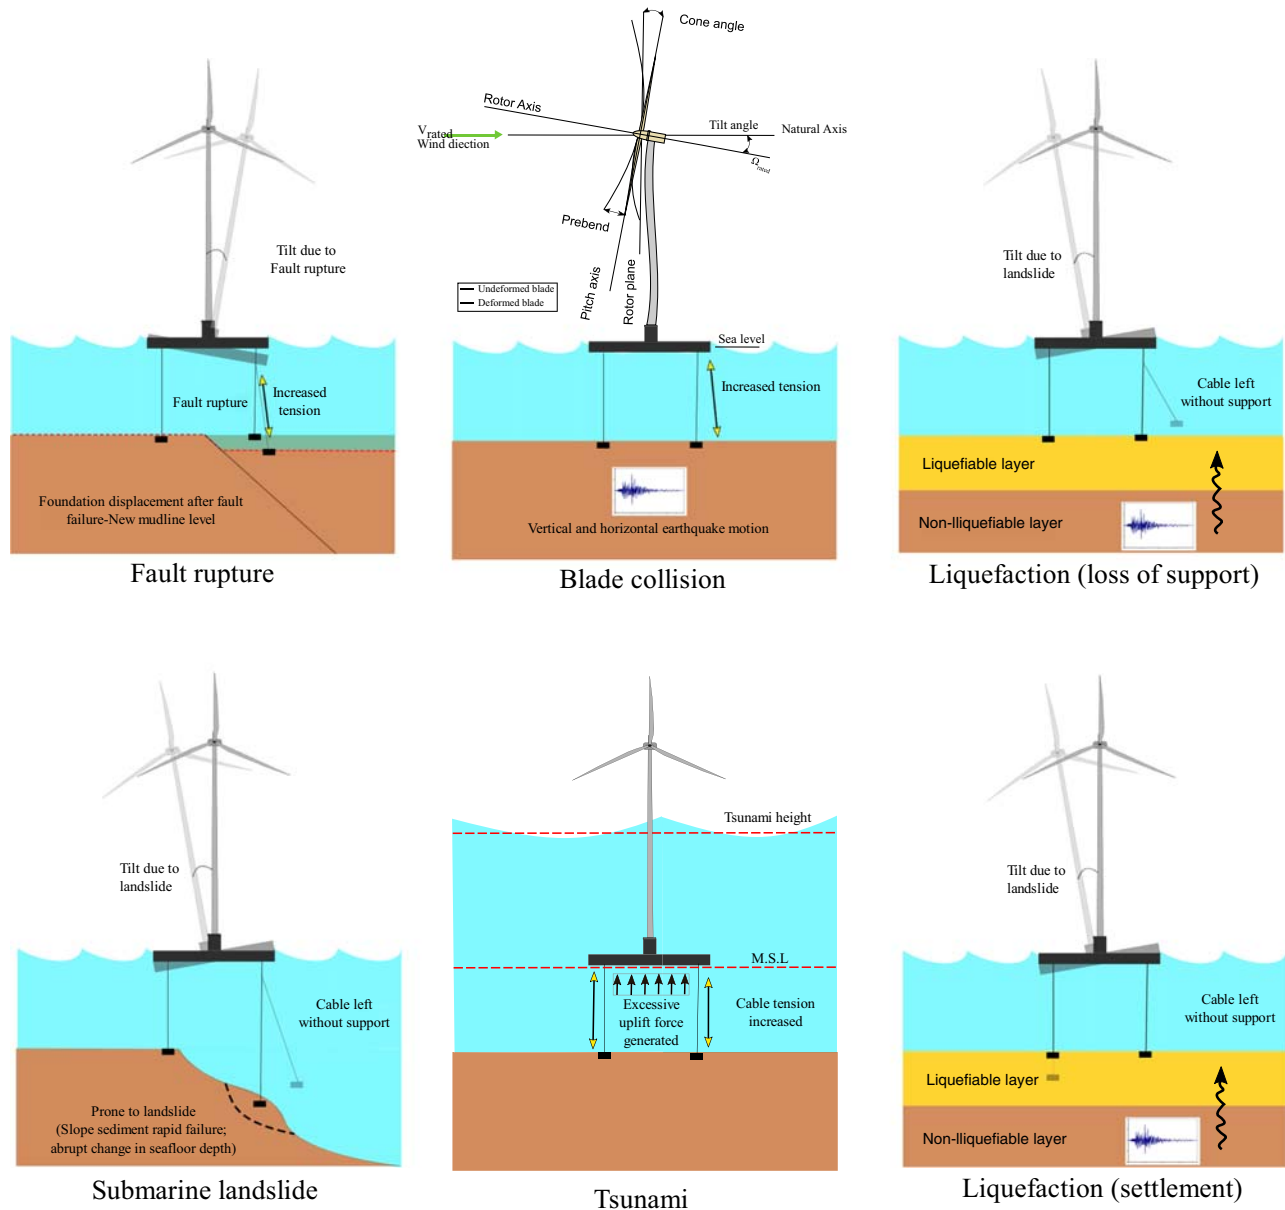 Tilt due to
Fault rupture
Fault rupture
Increased
tension
Foundation displacement after fault
failure-New mudline level
Fault rupture
Cone angle
Rotor Axis
Vrated
Wind diection
Tilt angle
Natural Axis
Ωrated
Prebend
Pitch axis
Rotor plane
Undeformed blade
Deformed blade
Sea level
Increased tension
Vertical and horizontal earthquake motion
Blade collision
Tilt due to
landslide
Cable left
without support
Liquefiable layer
Non-lliquefiable layer
Liquefaction (loss of support)
Tilt due to
landslide
Cable left
without support
Prone to landslide
(Slope sediment rapid failure;
abrupt change in seafloor depth)
Submarine landslide
Tsunami height
M.S.L
Excessive
uplift force
generated
Cable tension
increased
Tsunami
Tilt due to
landslide
Cable left
without support
Liquefiable layer
Non-lliquefiable layer
Liquefaction (settlement)